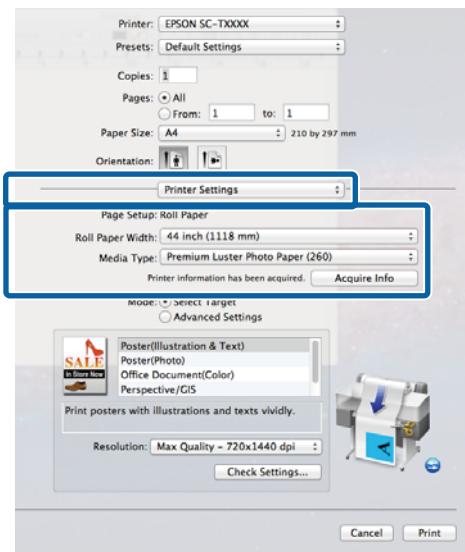 Printer: EPSON SC-TXXXX
Presets: Default Settings
Copies: 1
Pages: All
From: 1 to: 1
Paper Size: A4 210 by 297 mm
Orientation:
Printer Settings
Page Setup: Roll Paper
Roll Paper Width: 44 inch (1118 mm)
Media Type: Premium Luster Photo Paper (260)
Printer information has been acquired. Acquire Info
Mode: Select Target
Advanced Settings
SALE
In Store Now
Poster(Illustration & Text)
Poster(Photo)
Office Document(Color)
Perspective/GIS
Print posters with illustrations and texts vividly.
Resolution: Max Quality - 720x1440 dpi
Check Settings...
A
Cancel Print